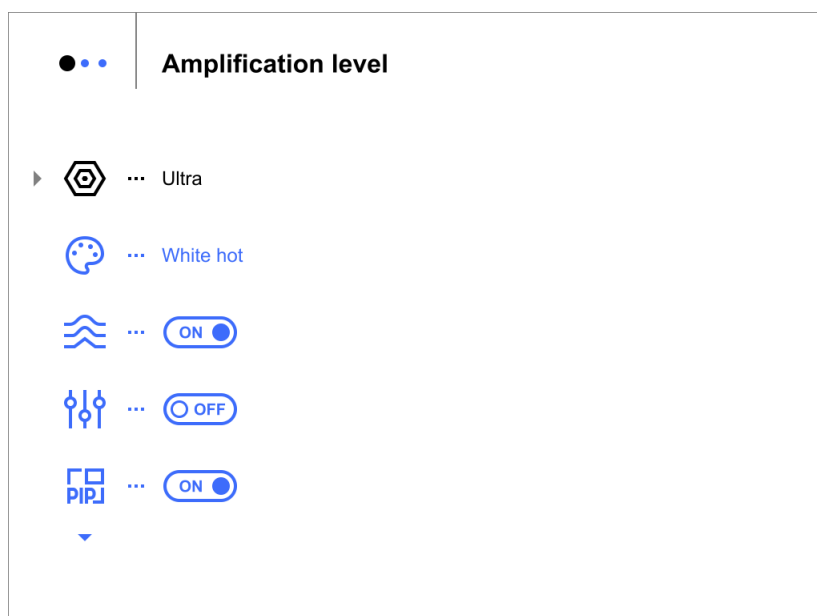 Amplification level
... Ultra
... White hot
... ON
... OFF
PIP ... ON